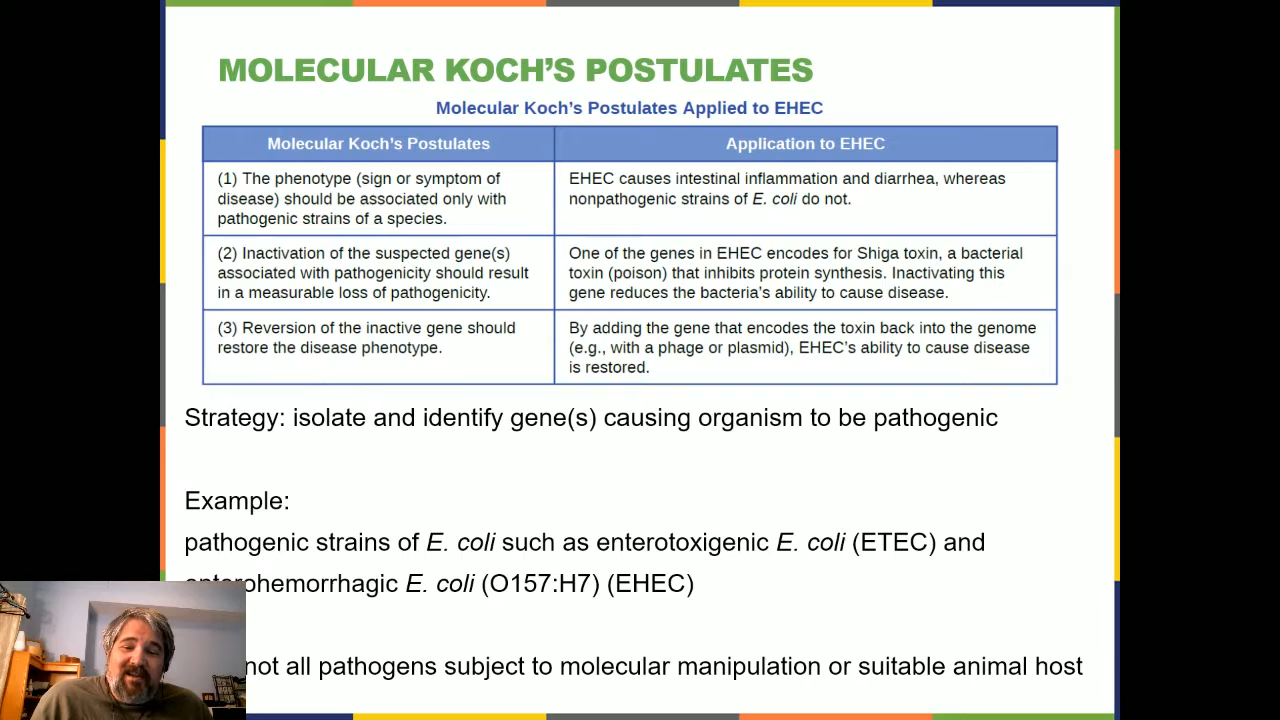 MOLECULAR KOCH'S POSTULATES
Molecular Koch's Postulates Applied to EHEC
Molecular Koch's Postulates
Application to EHEC
(1) The phenotype (sign or symptom of
disease) should be associated only with
pathogenic strains of a species.
EHEC causes intestinal inflammation and diarrhea, whereas
nonpathogenic strains of E. coli do not.
(2) Inactivation of the suspected gene(s)
associated with pathogenicity should result
in a measurable loss of pathogenicity.
One of the genes in EHEC encodes for Shiga toxin, a bacterial
toxin (poison) that inhibits protein synthesis. Inactivating this
gene reduces the bacteria's ability to cause disease.
(3) Reversion of the inactive gene should
restore the disease phenotype.
By adding the gene that encodes the toxin back into the genome
(e.g., with a phage or plasmid), EHEC's ability to cause disease
is restored.
Strategy: isolate and identify gene(s) causing organism to be pathogenic
Example:
pathogenic strains of E. coli such as enterotoxigenic E. coli (ETEC) and
enterohemorrhagic E. coli (O157:H7) (EHEC)
not all pathogens subject to molecular manipulation or suitable animal host